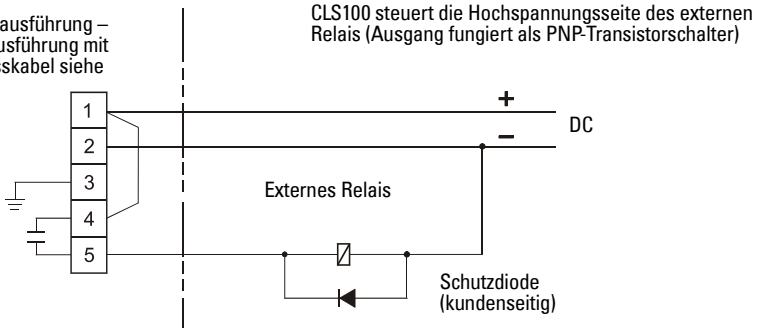 ausführung –
usführung mit
sskabel siehe
CLS100 steuert die Hochspannungsseite des externen
Relais (Ausgang fungiert als PNP-Transistorschalter)
1
2
3
4
5
+
–
DC
Externes Relais
Schutzdiode
(kundenseitig)